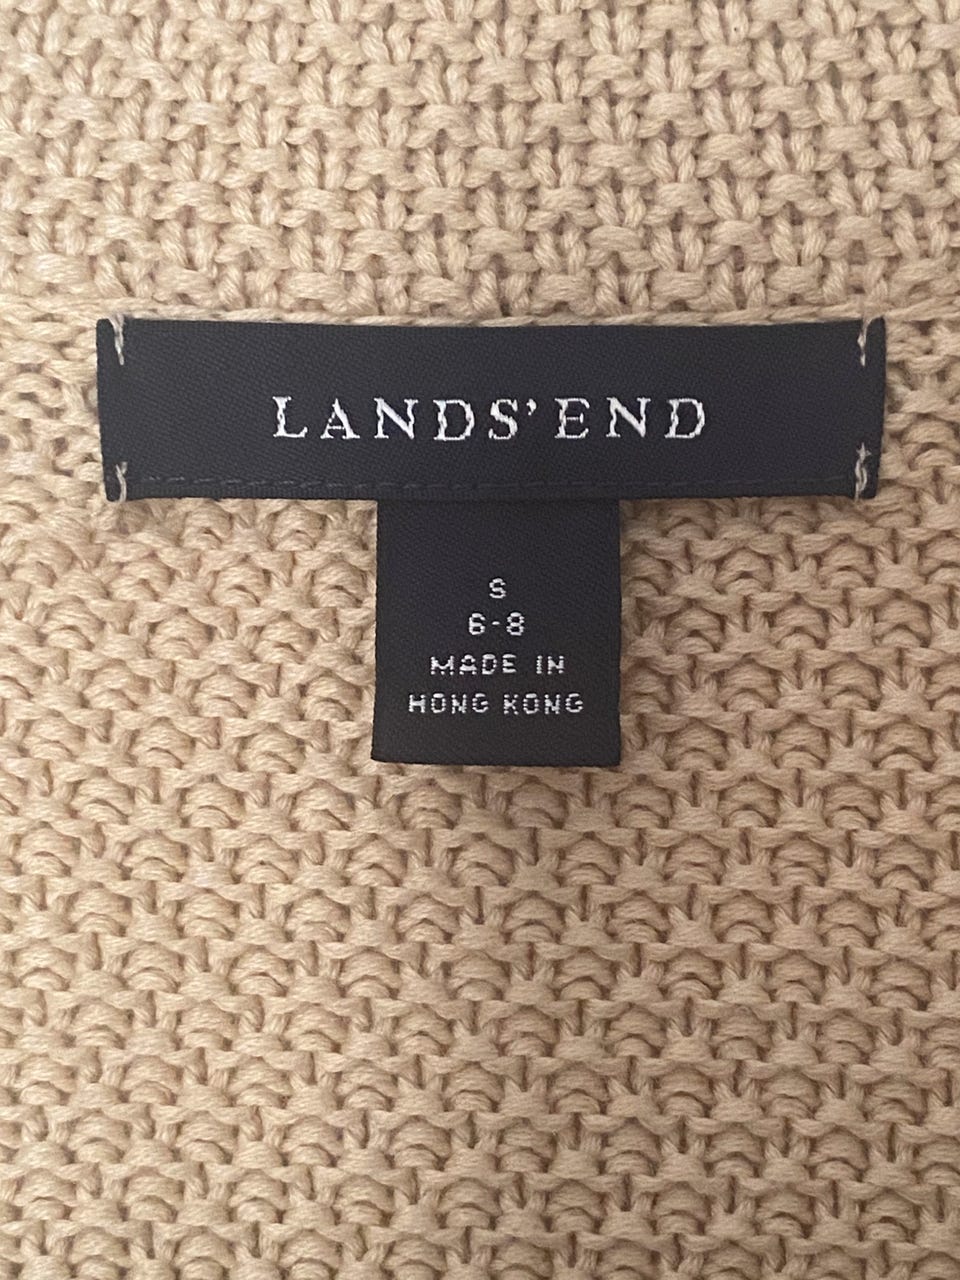 LANDS'END
S
6-8
MADE IN
HONG KONG